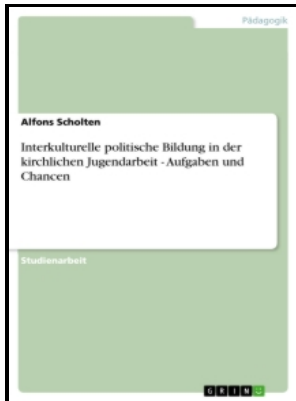 Pädagogik
Alfons Scholten
Interkulturelle politische Bildung in der
kirchlichen Jugendarbeit - Aufgaben und
Chancen
Studienarbeit
GRIN